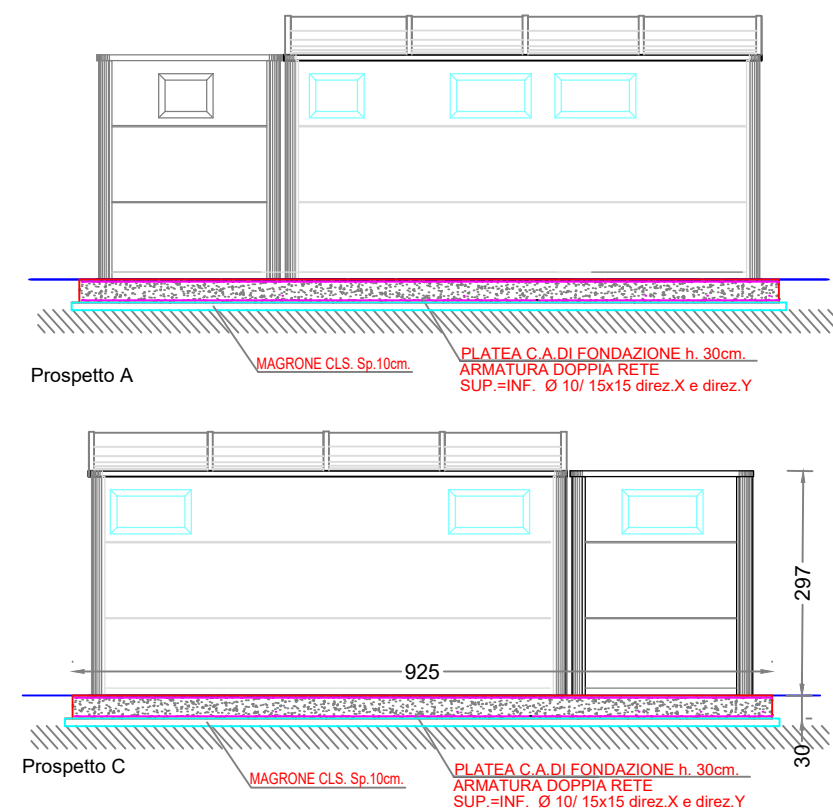 MAGRONE CLS. Sp.10cm.
PLATEA C.A.DI FONDAZIONE h. 30cm.
ARMATURA DOPPIA RETE
SUP.=INF. Ø 10/ 15x15 direz.X e direz.Y
Prospetto A
297
925
30
Prospetto C
MAGRONE CLS. Sp.10cm.
PLATEA C.A.DI FONDAZIONE h. 30cm.
ARMATURA DOPPIA RETE
SUP.=INF. Ø 10/ 15x15 direz.X e direz.Y